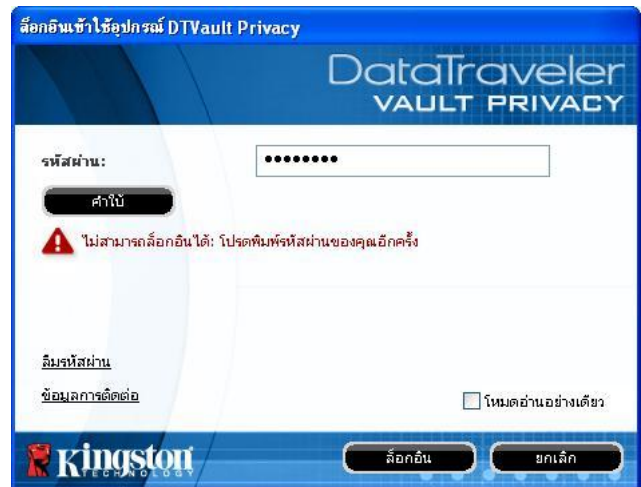 ล็อกอินเข้าใช้อุปกรณ์ DTVault Privacy
DataTraveler
VAULT PRIVACY
รหัสผ่าน:
••••••••
คำใบ้
ไม่สามารถล็อกอินได้: โปรดพิมพ์รหัสผ่านของคุณอีกครั้ง
ลืมรหัสผ่าน
ข้อมูลการติดต่อ
โหมดอ่านอย่างเดียว
Kingston
TECHNOLOGY
ล็อกอิน
ยกเลิก